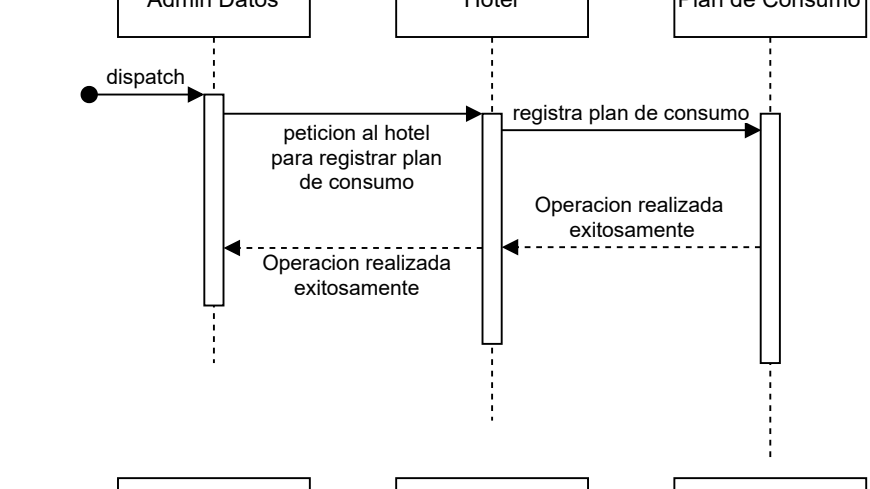 Admin Datos
Hotel
Plan de Consumo
dispatch
registra plan de consumo
peticion al hotel
para registrar plan
de consumo
Operacion realizada
exitosamente
Operacion realizada
exitosamente